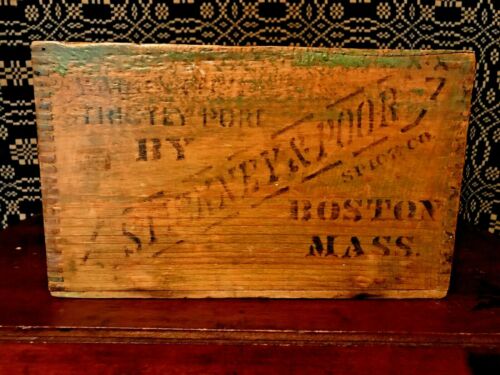 STRICTLY PURE
BY
STICKNEY & POOR
SPICE CO.
BOSTON
MASS.